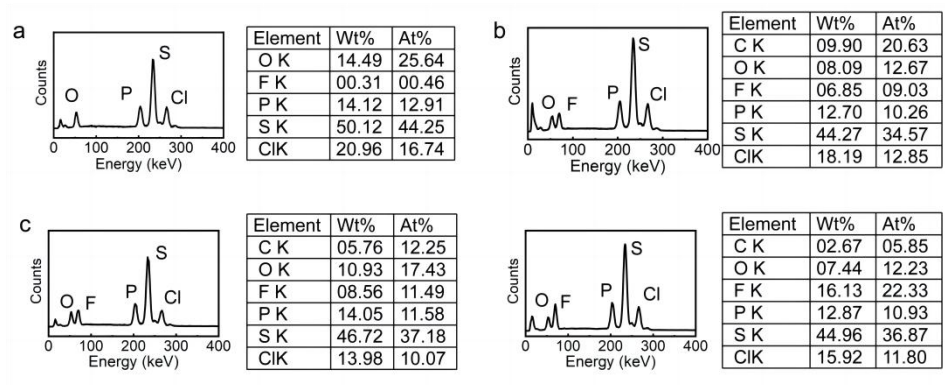 a
Counts
O
P
S
Cl
0 100 200 300 400
Energy (keV)
Element Wt% At%
O K 14.49 25.64
F K 00.31 00.46
P K 14.12 12.91
S K 50.12 44.25
ClK 20.96 16.74
b
Counts
O F
P
S
Cl
0 100 200 300 400
Energy (keV)
Element Wt% At%
C K 09.90 20.63
O K 08.09 12.67
F K 06.85 09.03
P K 12.70 10.26
S K 44.27 34.57
ClK 18.19 12.85
c
Counts
O F
P
S
Cl
0 100 200 300 400
Energy (keV)
Element Wt% At%
C K 05.76 12.25
O K 10.93 17.43
F K 08.56 11.49
P K 14.05 11.58
S K 46.72 37.18
ClK 13.98 10.07
Counts
O F
P
S
Cl
0 100 200 300 400
Energy (keV)
Element Wt% At%
C K 02.67 05.85
O K 07.44 12.23
F K 16.13 22.33
P K 12.87 10.93
S K 44.96 36.87
ClK 15.92 11.80